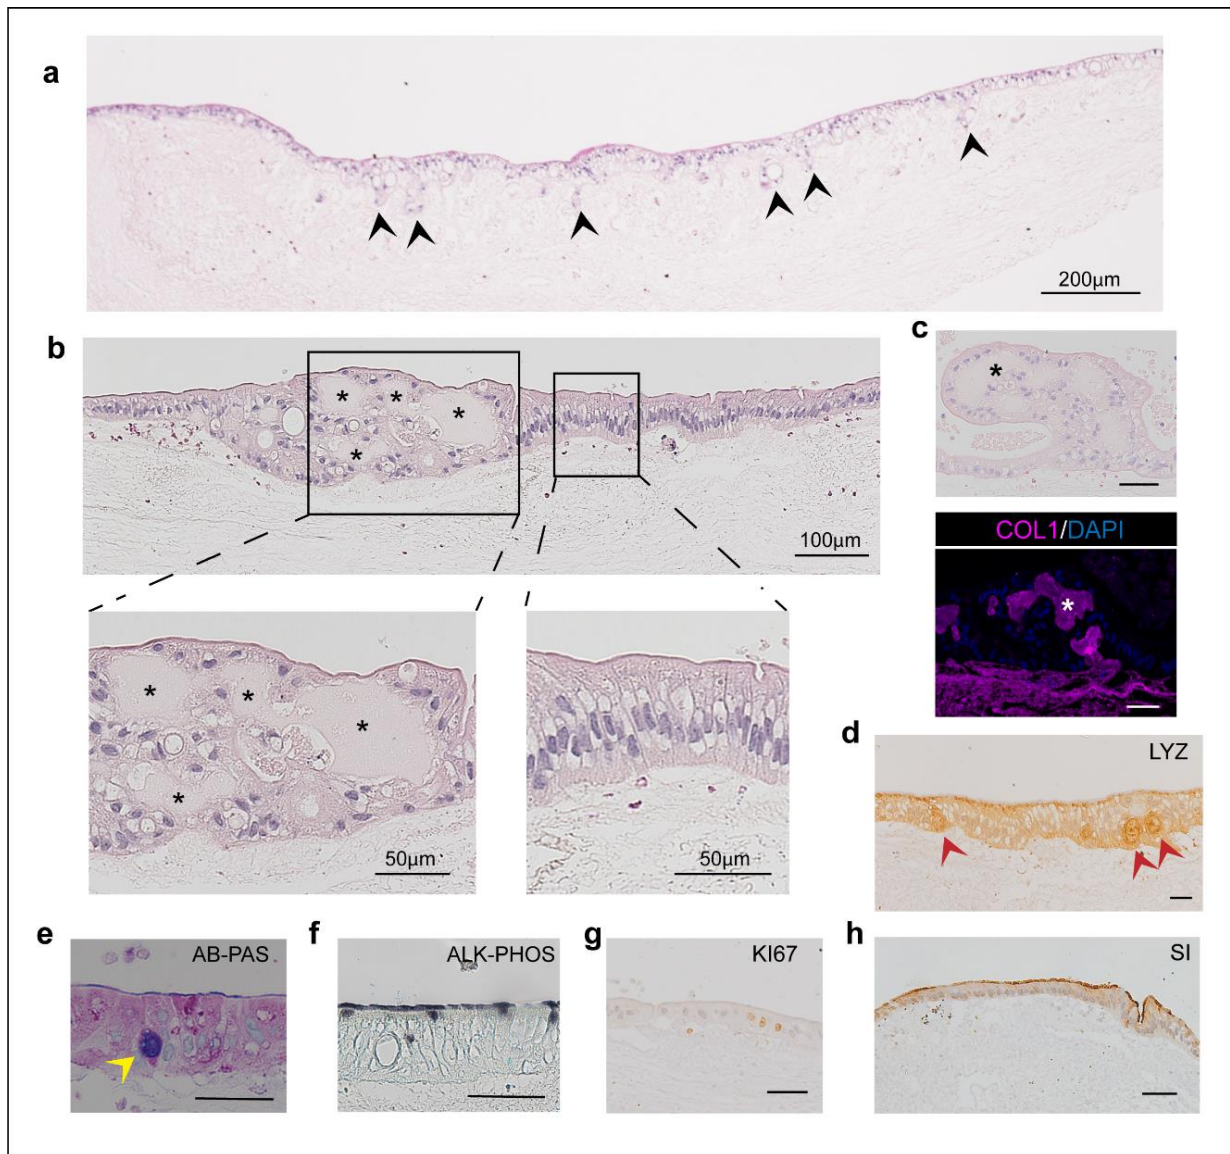 a
200µm
b
* * *
*
100µm
c
*
COL1/DAPI
*
* * *
*
50µm
50µm
d
LYZ
e
AB-PAS
f
ALK-PHOS
g
KI67
h
SI